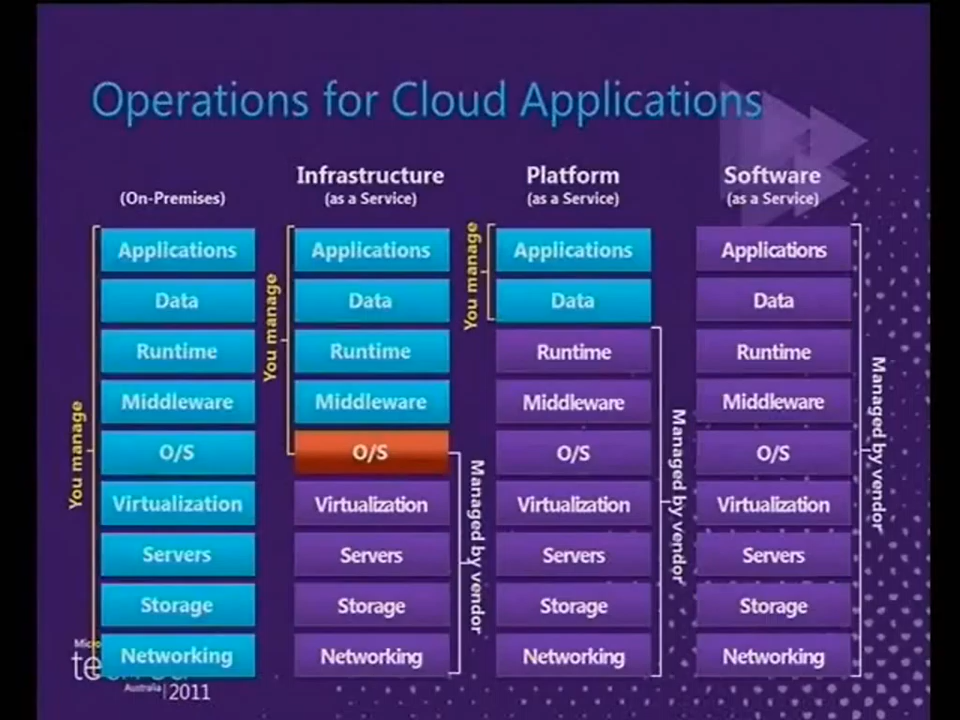 Operations for Cloud Applications
(On-Premises)
Infrastructure
(as a Service)
Platform
(as a Service)
Software
(as a Service)
You manage
Applications
Data
Runtime
Middleware
O/S
Virtualization
Servers
Storage
Networking
You manage
Applications
Data
Runtime
Middleware
O/S
Virtualization
Servers
Storage
Networking
Managed by vendor
You manage
Applications
Data
Runtime
Middleware
O/S
Virtualization
Servers
Storage
Networking
Managed by vendor
Applications
Data
Runtime
Middleware
O/S
Virtualization
Servers
Storage
Networking
Managed by vendor
Australia | 2011